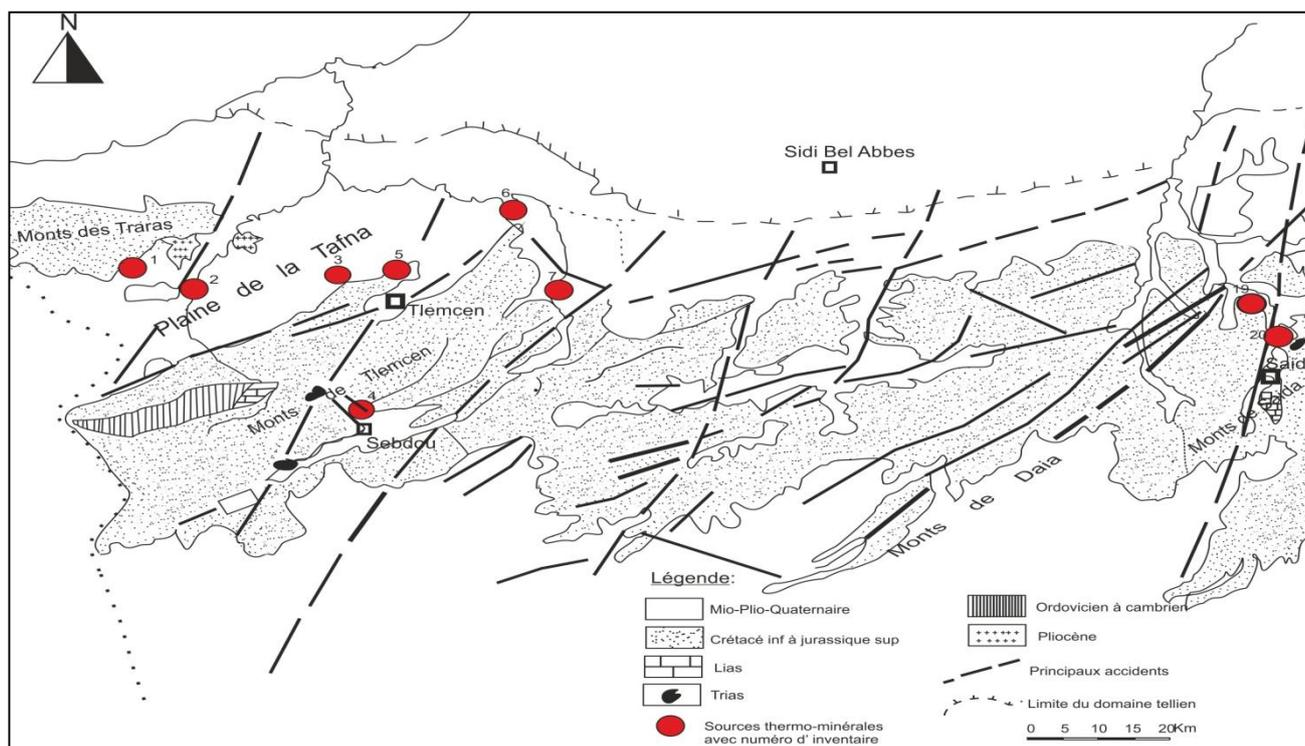 N
Sidi Bel Abbes
6
Monts des Traras
1
2
3
5
Plaine de la Tafna
7
Tlemcen
19
20
Saida
Monts de Tlemcen
4
Sebdou
Monts de Saida
Monts de Daia
Légende:
Mio-Plio-Quaternaire
Crétacé inf à jurassique sup
Lias
Trias
Sources thermo-minérales
avec numéro d' inventaire
Ordovicien à cambrien
Pliocène
Principaux accidents
Limite du domaine tellien
0 5 10 15 20Km